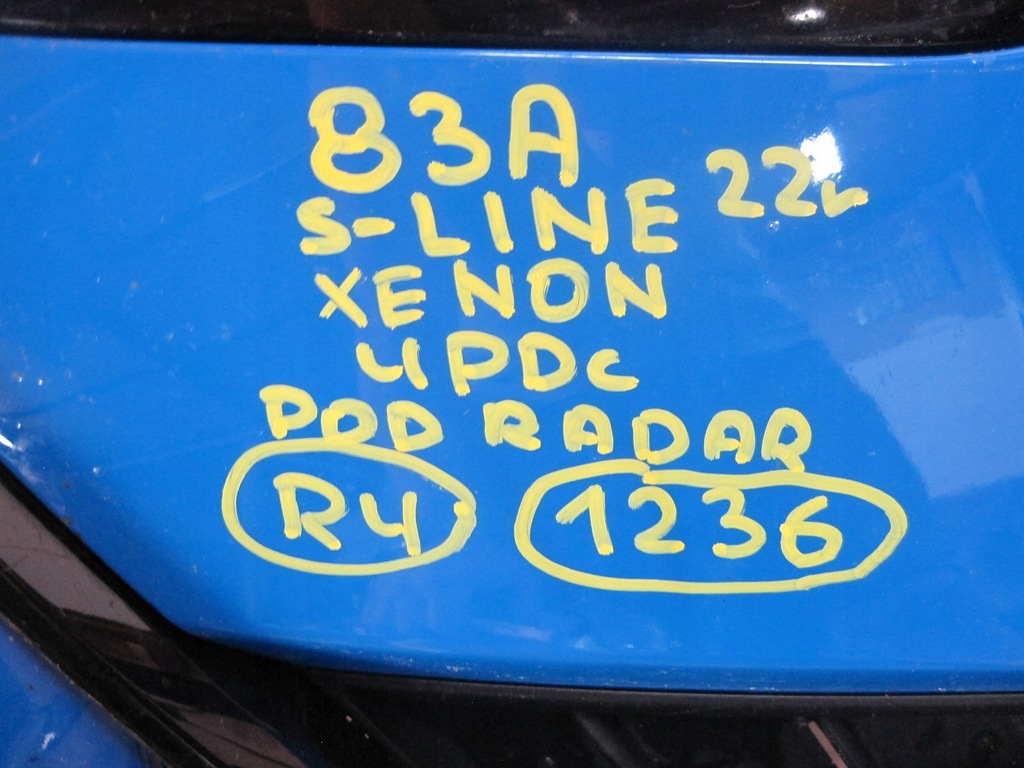 83A
S-LINE 22r
XENON
4PDC
POD RADAR
R4 1236